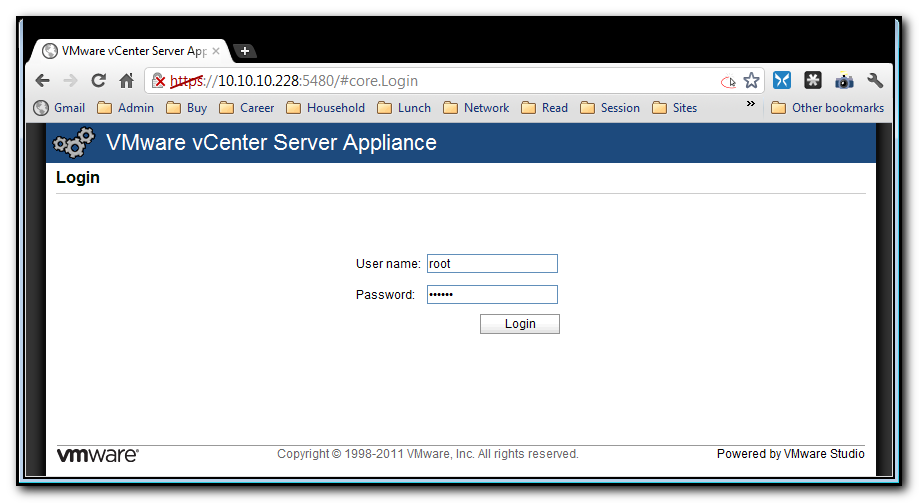 VMware vCenter Server App
https://10.10.10.228:5480/#core.Login
Gmail Admin Buy Career Household Lunch Network Read Session Sites » Other bookmarks
VMware vCenter Server Appliance
Login
User name: root
Password: ••••••
Login
vmware® Copyright © 1998-2011 VMware, Inc. All rights reserved. Powered by VMware Studio